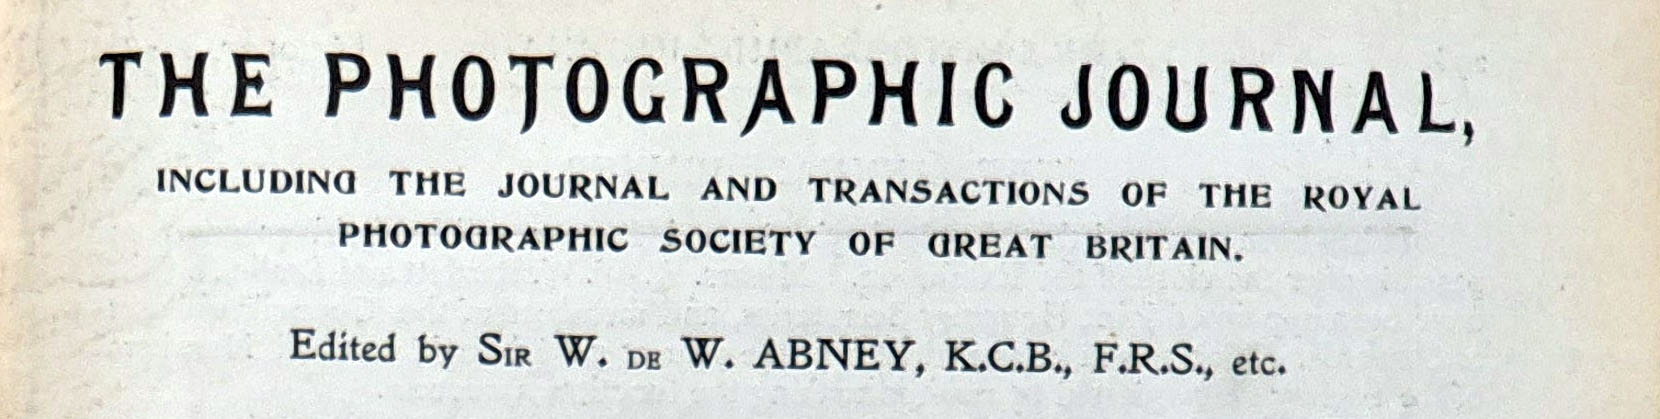 THE PHOTOGRAPHIC JOURNAL,
INCLUDING THE JOURNAL AND TRANSACTIONS OF THE ROYAL
PHOTOGRAPHIC SOCIETY OF GREAT BRITAIN.
Edited by SIR W. DE W. ABNEY, K.C.B., F.R.S., etc.